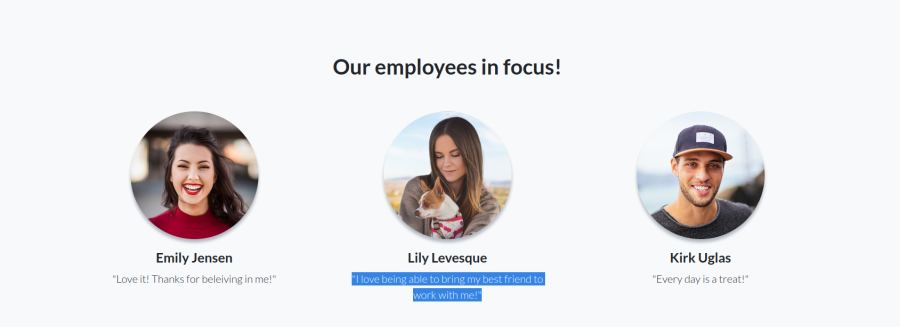 Our employees in focus!
Emily Jensen
"Love it! Thanks for beleiving in me!"
Lily Levesque
"I love being able to bring my best friend to
work with me!"
Kirk Uglas
"Every day is a treat!"